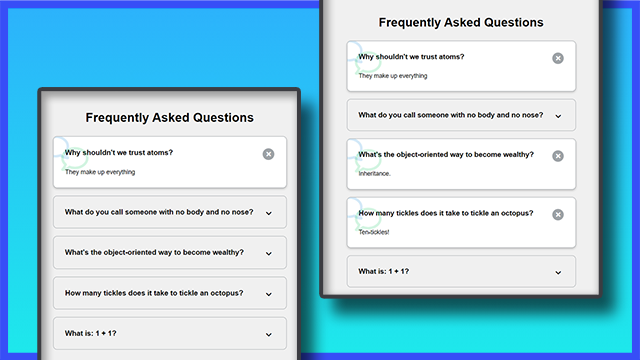 Frequently Asked Questions
Why shouldn't we trust atoms?
They make up everything
What do you call someone with no body and no nose?
What's the object-oriented way to become wealthy?
How many tickles does it take to tickle an octopus?
What is: 1 + 1?
Frequently Asked Questions
Why shouldn't we trust atoms?
They make up everything
What do you call someone with no body and no nose?
What's the object-oriented way to become wealthy?
Inheritance.
How many tickles does it take to tickle an octopus?
Ten-tickles!
What is: 1 + 1?